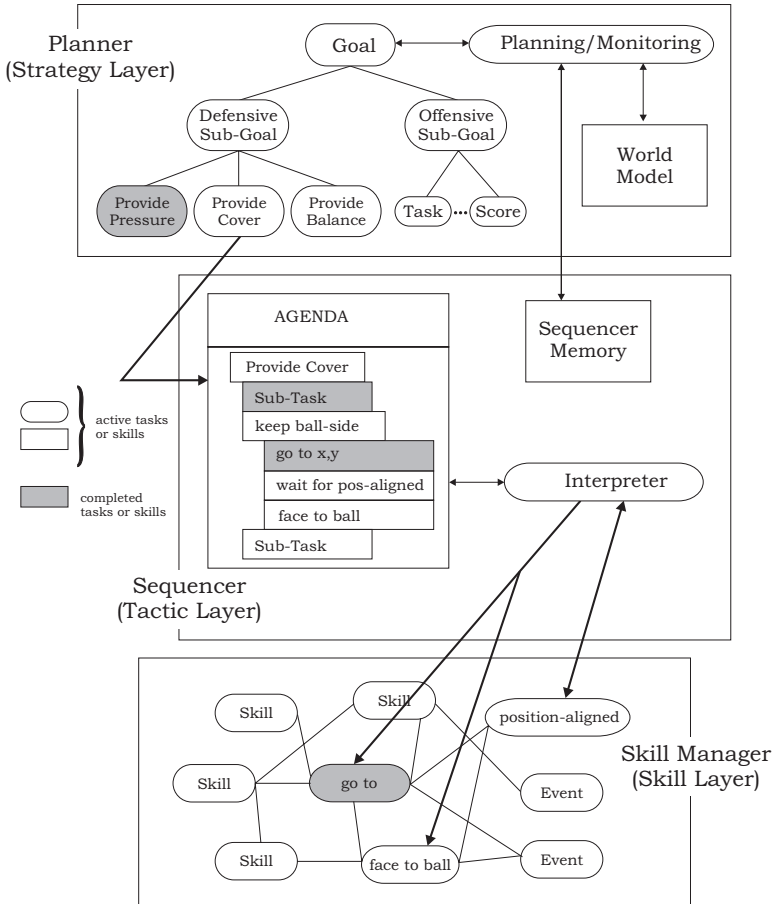 Planner
(Strategy Layer)
Goal
Planning/Monitoring
Defensive
Sub-Goal
Offensive
Sub-Goal
World
Model
Provide
Pressure
Provide
Cover
Provide
Balance
Task
...
Score
AGENDA
Sequencer
Memory
Provide Cover
Sub-Task
keep ball-side
go to x,y
wait for pos-aligned
face to ball
Sub-Task
Interpreter
active tasks
or skills
completed
tasks or skills
Sequencer
(Tactic Layer)
Skill
Skill
position-aligned
Skill Manager
(Skill Layer)
Skill
go to
Event
Skill
face to ball
Event